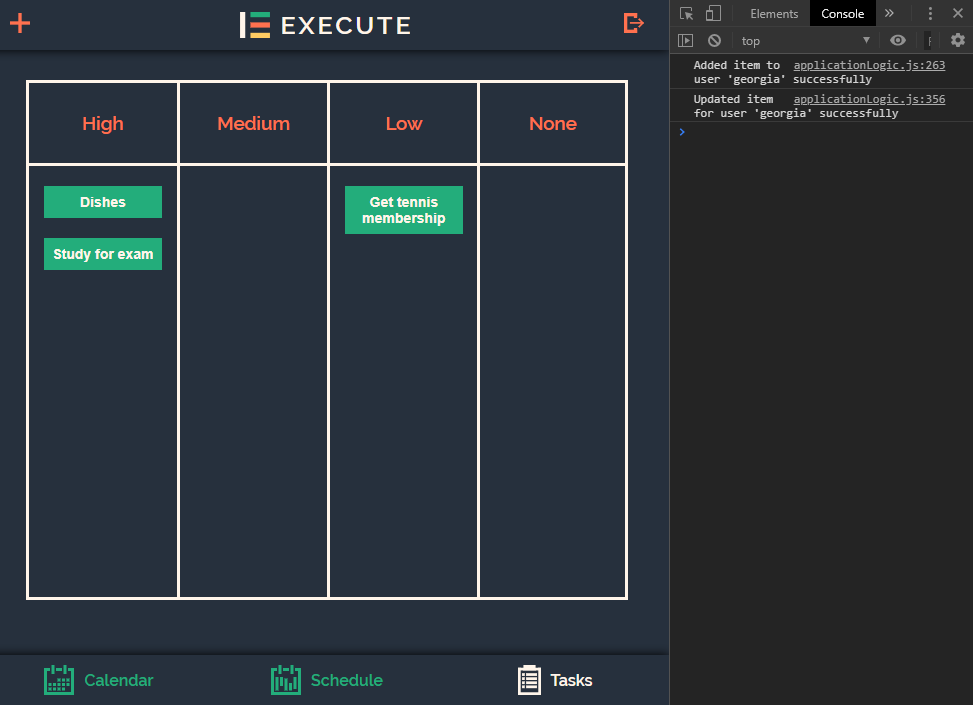 EXECUTE
High Medium Low None
Dishes
Study for exam
Get tennis
membership
Calendar Schedule Tasks
Elements Console »
top
Added item to applicationLogic.js:263
user 'georgia' successfully
Updated item applicationLogic.js:356
for user 'georgia' successfully